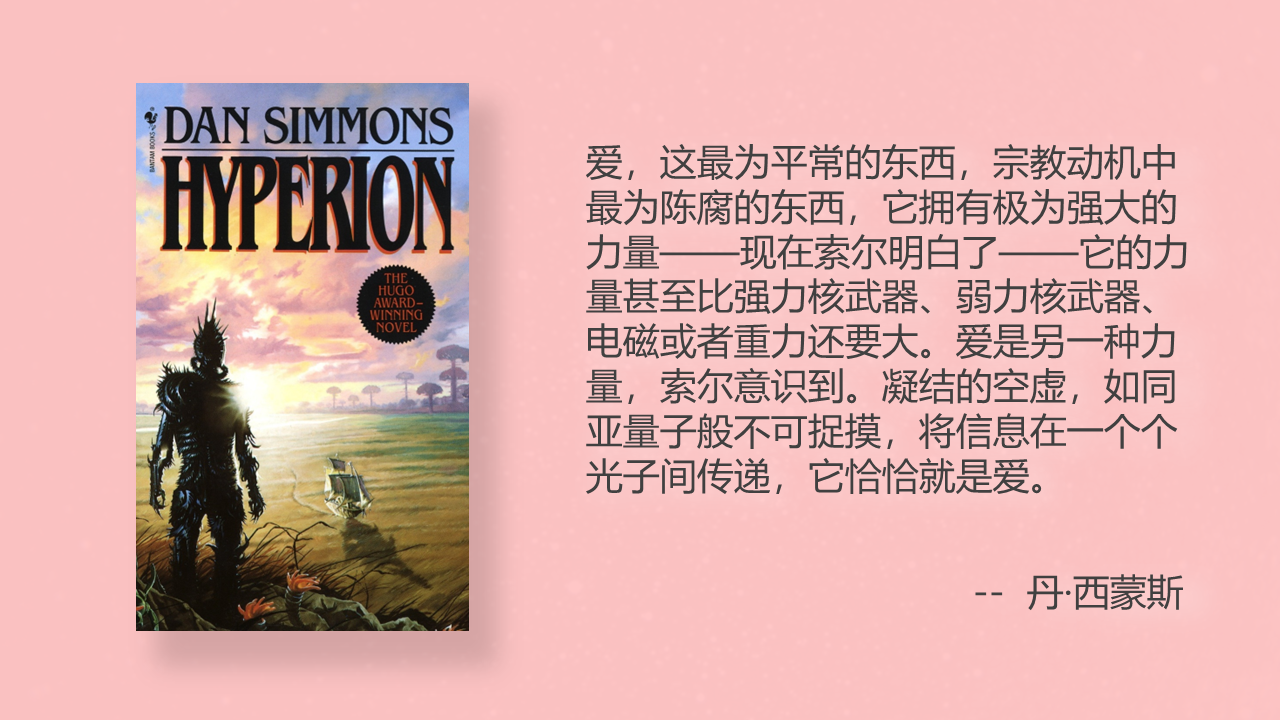 BANTAM BOOKS
DAN SIMMONS
HYPERION
THE
HUGO
AWARD-
WINNING
NOVEL
爱，这最为平常的东西，宗教动机中
最为陈腐的东西，它拥有极为强大的
力量——现在索尔明白了——它的力
量甚至比强力核武器、弱力核武器、
电磁或者重力还要大。爱是另一种力
量，索尔意识到。凝结的空虚，如同
亚量子般不可捉摸，将信息在一个个
光子间传递，它恰恰就是爱。
-- 丹·西蒙斯